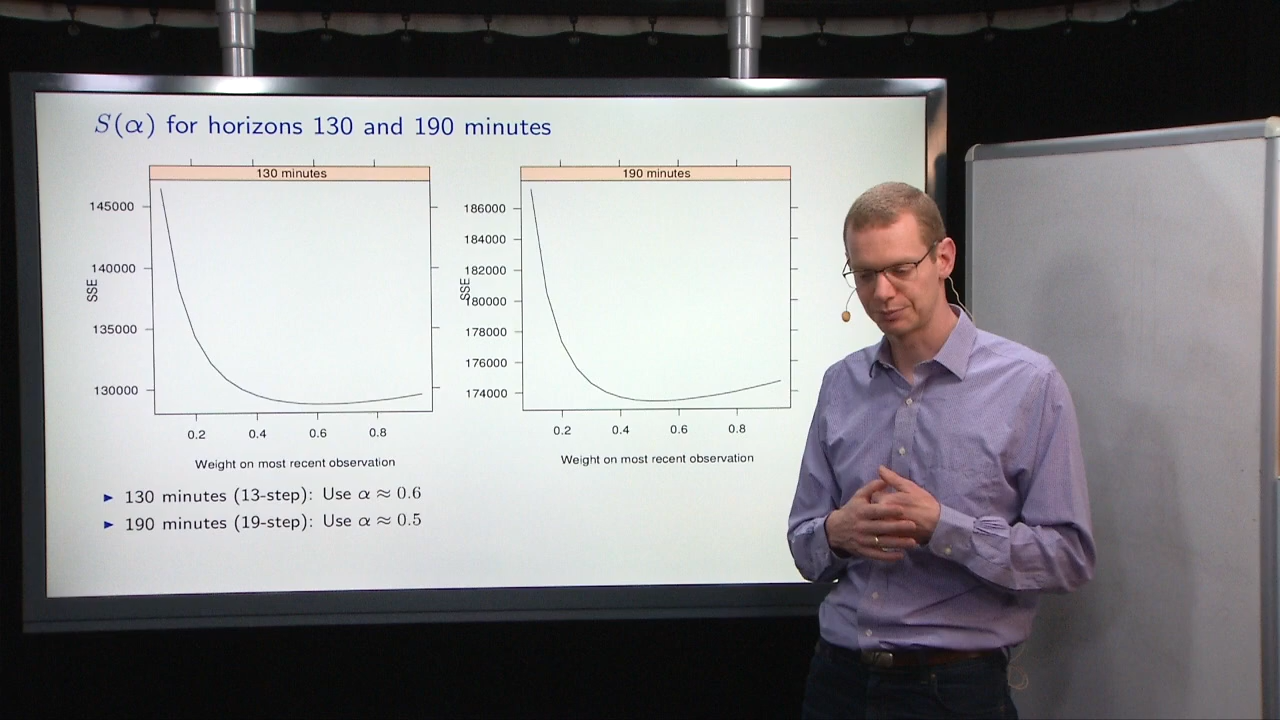 S(α) for horizons 130 and 190 minutes
130 minutes
145000
140000
135000
130000
SSE
0.2 0.4 0.6 0.8
Weight on most recent observation
190 minutes
186000
184000
182000
180000
178000
176000
174000
SSE
0.2 0.4 0.6 0.8
Weight on most recent observation
► 130 minutes (13-step): Use α ≈ 0.6
► 190 minutes (19-step): Use α ≈ 0.5